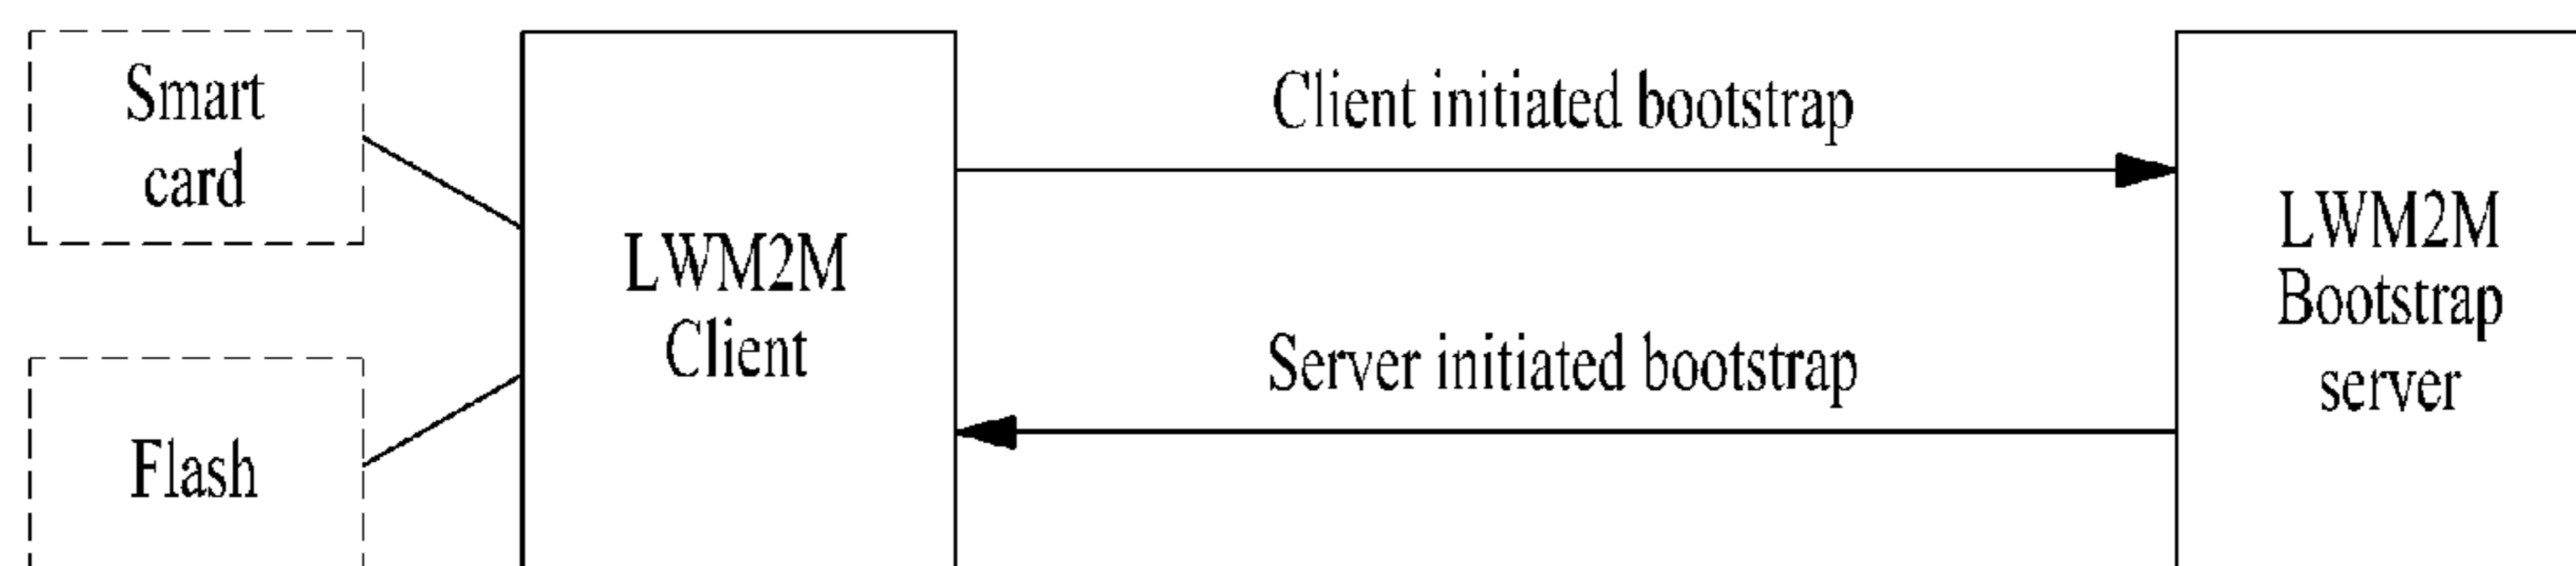 Smart
card
Flash
LWM2M
Client
Client initiated bootstrap
Server initiated bootstrap
LWM2M
Bootstrap
server